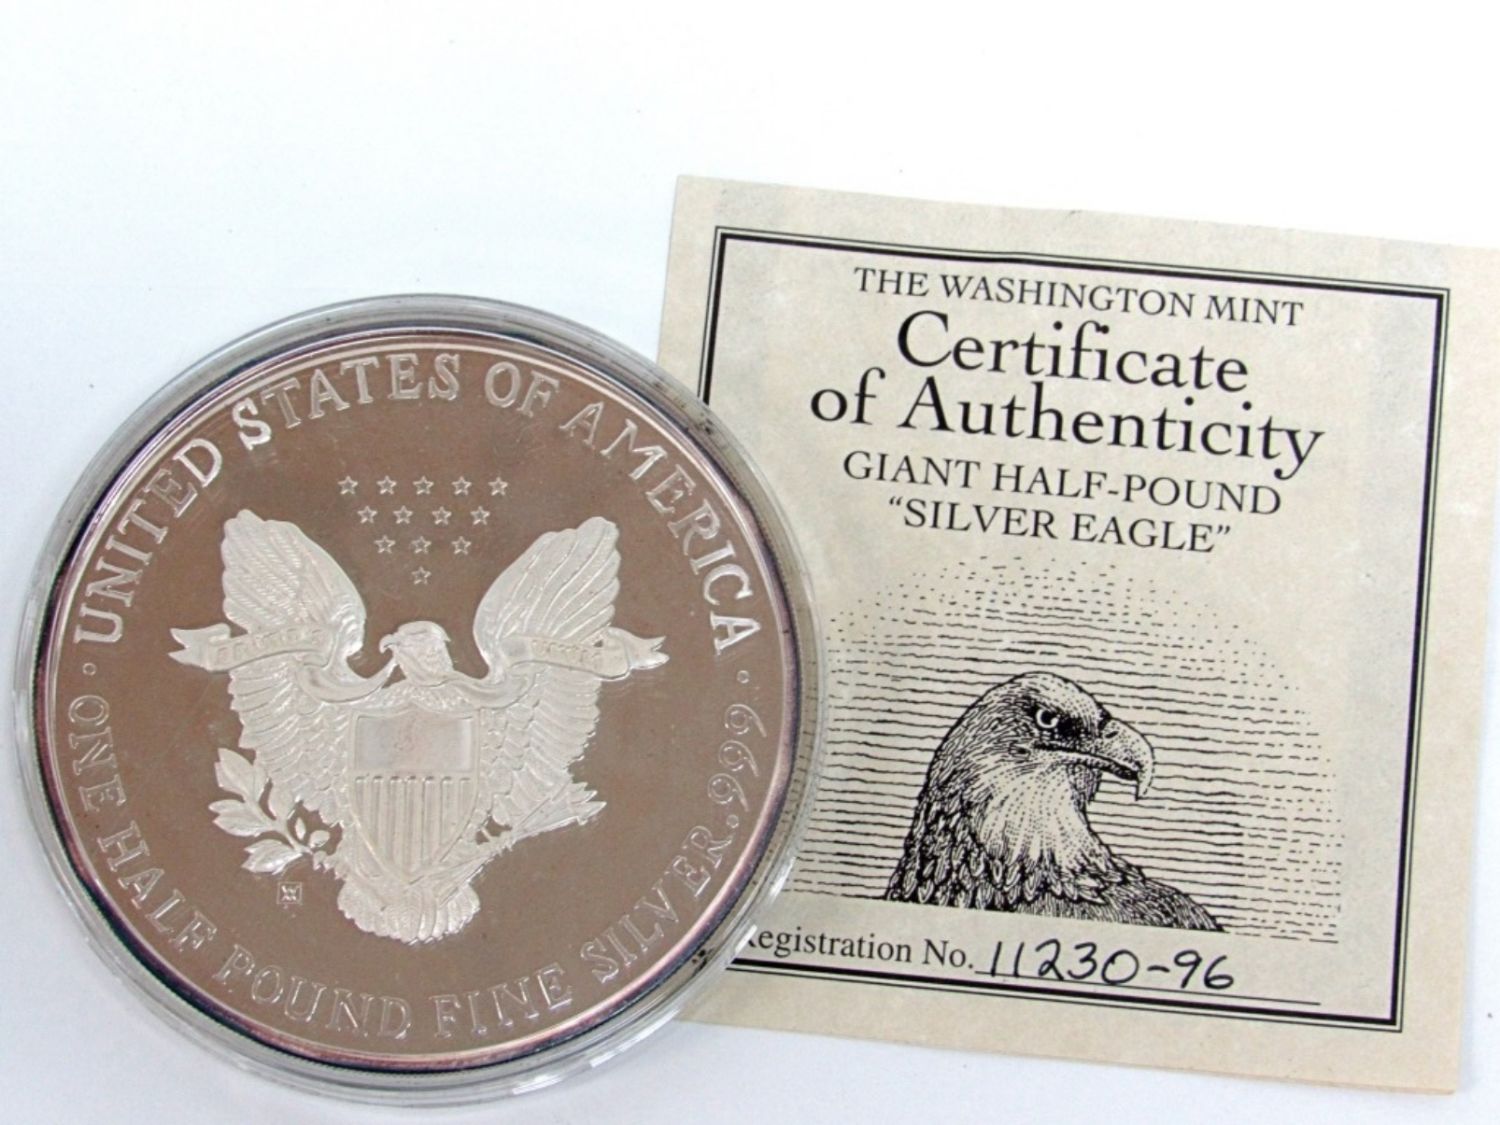 UNITED STATES OF AMERICA
ONE HALF POUND FINE SILVER .999
THE WASHINGTON MINT
Certificate
of Authenticity
GIANT HALF-POUND
“SILVER EAGLE”
Registration No. 11230-96